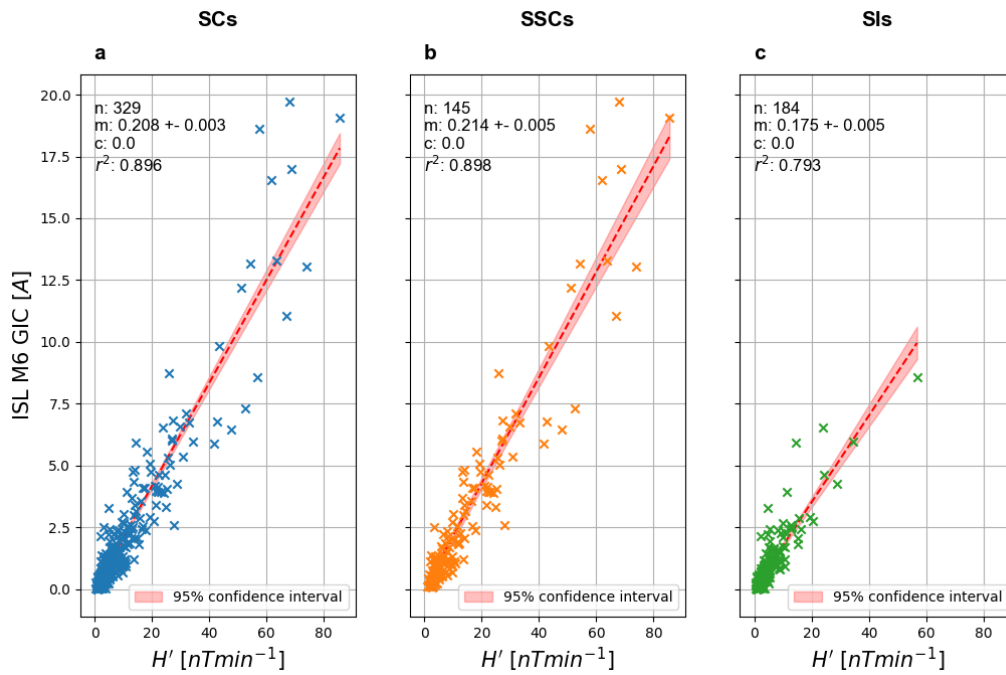 SCs
SSCs
SIs
a
b
c
n: 329
m: 0.208 +- 0.003
c: 0.0
r²: 0.896
n: 145
m: 0.214 +- 0.005
c: 0.0
r²: 0.898
n: 184
m: 0.175 +- 0.005
c: 0.0
r²: 0.793
ISL M6 GIC [A]
20.0
17.5
15.0
12.5
10.0
7.5
5.0
2.5
0.0
95% confidence interval
95% confidence interval
95% confidence interval
0 20 40 60 80
0 20 40 60 80
0 20 40 60 80
H′ [nTmin⁻¹]
H′ [nTmin⁻¹]
H′ [nTmin⁻¹]